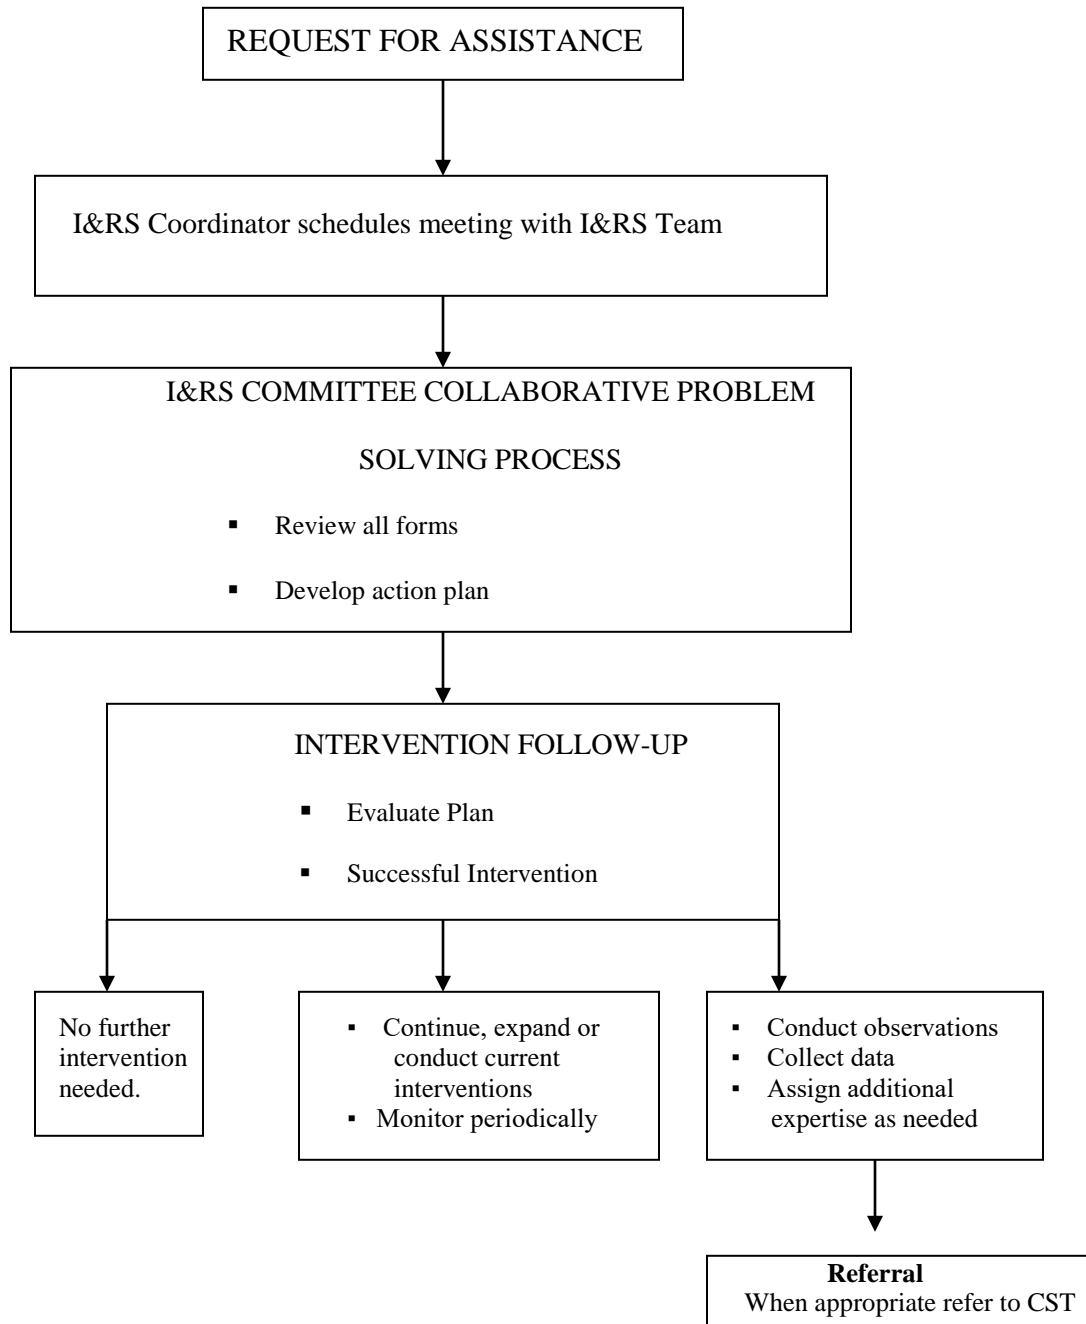 REQUEST FOR ASSISTANCE
I&RS Coordinator schedules meeting with I&RS Team
I&RS COMMITTEE COLLABORATIVE PROBLEM
SOLVING PROCESS
▪ Review all forms
▪ Develop action plan
INTERVENTION FOLLOW-UP
▪ Evaluate Plan
▪ Successful Intervention
No further
intervention
needed.
▪ Continue, expand or
conduct current
interventions
▪ Monitor periodically
▪ Conduct observations
▪ Collect data
▪ Assign additional
expertise as needed
Referral
When appropriate refer to CST